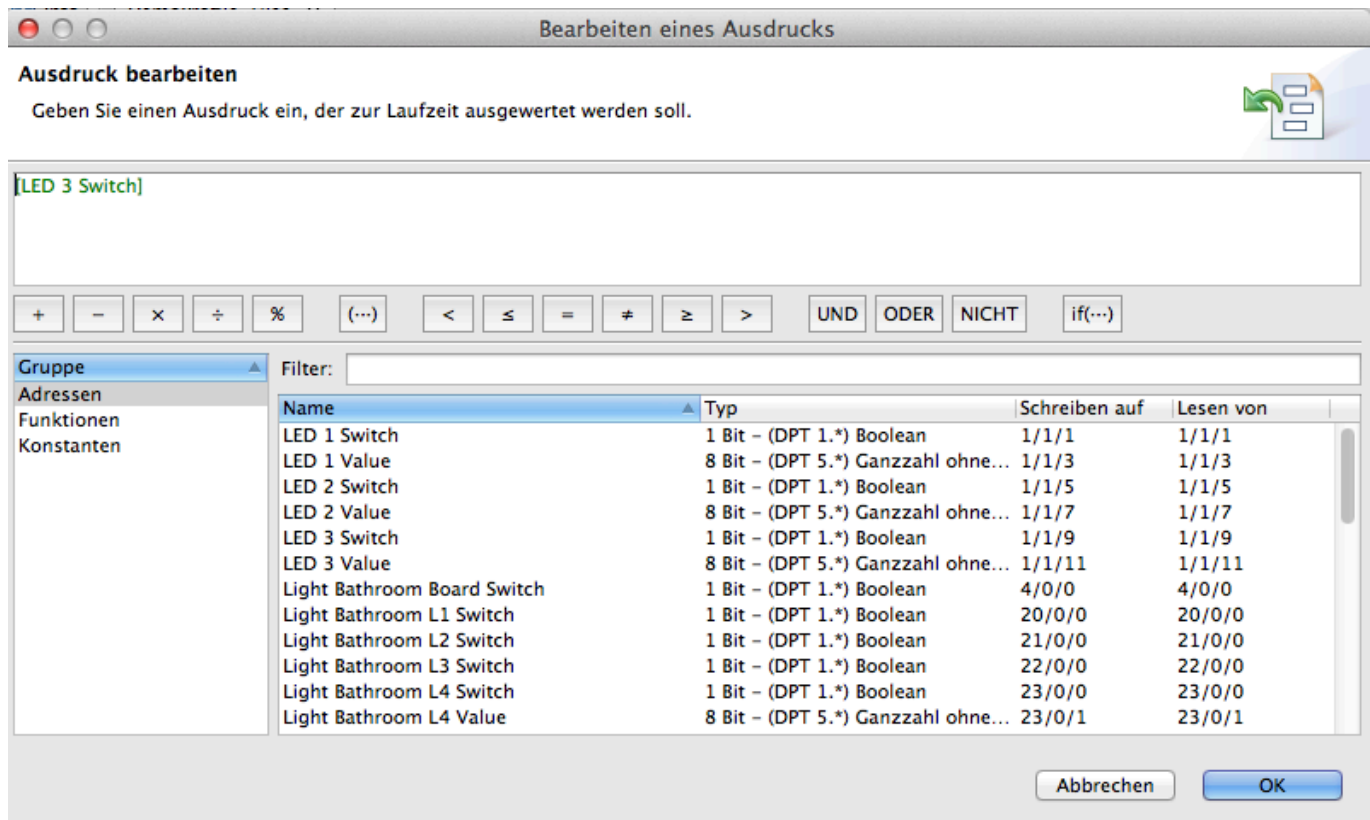 Bearbeiten eines Ausdrucks
Ausdruck bearbeiten
Geben Sie einen Ausdruck ein, der zur Laufzeit ausgewertet werden soll.
[LED 3 Switch]
+ − × ÷ % (···) < ≤ = ≠ ≥ > UND ODER NICHT if(···)
Gruppe
Adressen
Funktionen
Konstanten
Filter:
Name Typ Schreiben auf Lesen von
LED 1 Switch 1 Bit – (DPT 1.*) Boolean 1/1/1 1/1/1
LED 1 Value 8 Bit – (DPT 5.*) Ganzzahl ohne... 1/1/3 1/1/3
LED 2 Switch 1 Bit – (DPT 1.*) Boolean 1/1/5 1/1/5
LED 2 Value 8 Bit – (DPT 5.*) Ganzzahl ohne... 1/1/7 1/1/7
LED 3 Switch 1 Bit – (DPT 1.*) Boolean 1/1/9 1/1/9
LED 3 Value 8 Bit – (DPT 5.*) Ganzzahl ohne... 1/1/11 1/1/11
Light Bathroom Board Switch 1 Bit – (DPT 1.*) Boolean 4/0/0 4/0/0
Light Bathroom L1 Switch 1 Bit – (DPT 1.*) Boolean 20/0/0 20/0/0
Light Bathroom L2 Switch 1 Bit – (DPT 1.*) Boolean 21/0/0 21/0/0
Light Bathroom L3 Switch 1 Bit – (DPT 1.*) Boolean 22/0/0 22/0/0
Light Bathroom L4 Switch 1 Bit – (DPT 1.*) Boolean 23/0/0 23/0/0
Light Bathroom L4 Value 8 Bit – (DPT 5.*) Ganzzahl ohne... 23/0/1 23/0/1
Abbrechen OK